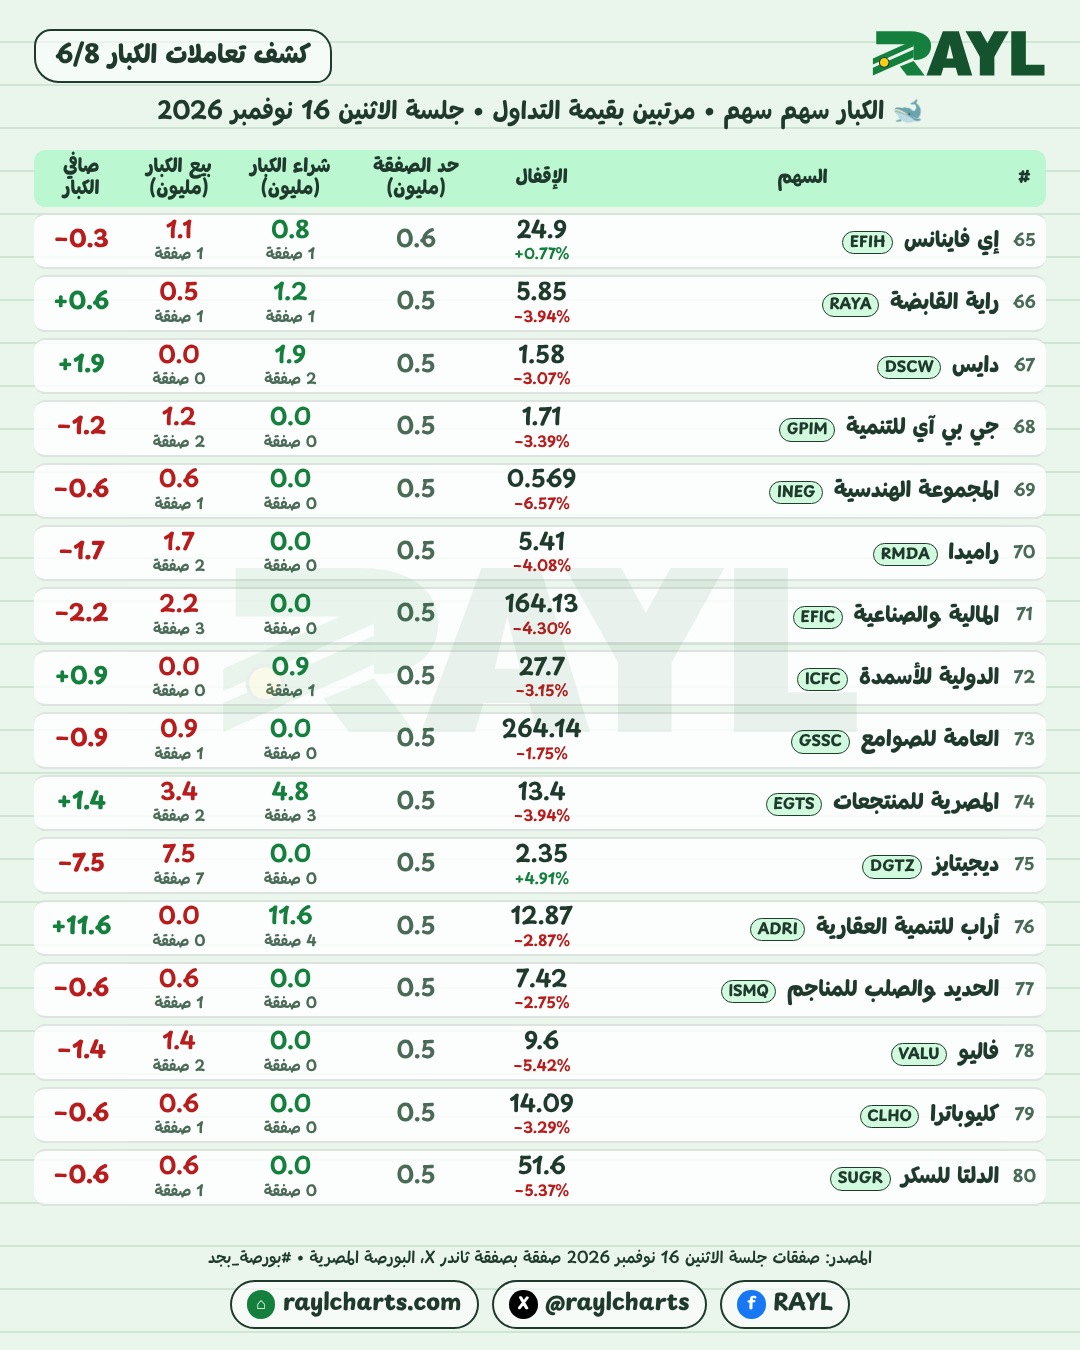 RAYL
كشف تعاملات الكبار 6/8
🐋 الكبار سهم سهم • مرتبين بقيمة التداول • جلسة الاثنين 16 نوفمبر 2026
# السهم الإقفال حد الصفقة (مليون) شراء الكبار (مليون) بيع الكبار (مليون) صافي الكبار
65 إي فاينانس EFIH 24.9 0.6 0.8 1.1 −0.3
+0.77% 1 صفقة 1 صفقة
66 راية القابضة RAYA 5.85 0.5 1.2 0.5 +0.6
−3.94% 1 صفقة 1 صفقة
67 دايس DSCW 1.58 0.5 1.9 0.0 +1.9
−3.07% 2 صفقة 0 صفقة
68 جي بي آي للتنمية GPIM 1.71 0.5 0.0 1.2 −1.2
−3.39% 0 صفقة 2 صفقة
69 المجموعة الهندسية INEG 0.569 0.5 0.0 0.6 −0.6
−6.57% 0 صفقة 1 صفقة
70 راميدا RMDA 5.41 0.5 0.0 1.7 −1.7
−4.08% 0 صفقة 2 صفقة
71 المالية والصناعية EFIC 164.13 0.5 0.0 2.2 −2.2
−4.30% 0 صفقة 3 صفقة
72 الدولية للأسمدة ICFC 27.7 0.5 0.9 0.0 +0.9
−3.15% 1 صفقة 0 صفقة
73 العامة للصوامع GSSC 264.14 0.5 0.0 0.9 −0.9
−1.75% 0 صفقة 1 صفقة
74 المصرية للمنتجعات EGTS 13.4 0.5 4.8 3.4 +1.4
−3.94% 3 صفقة 2 صفقة
75 ديجيتايز DGTZ 2.35 0.5 0.0 7.5 −7.5
+4.91% 0 صفقة 7 صفقة
76 أراب للتنمية العقارية ADRI 12.87 0.5 11.6 0.0 +11.6
−2.87% 4 صفقة 0 صفقة
77 الحديد والصلب للمناجم ISMQ 7.42 0.5 0.0 0.6 −0.6
−2.75% 0 صفقة 1 صفقة
78 فاليو VALU 9.6 0.5 0.0 1.4 −1.4
−5.42% 0 صفقة 2 صفقة
79 كليوباترا CLHO 14.09 0.5 0.0 0.6 −0.6
−3.29% 0 صفقة 1 صفقة
80 الدلتا للسكر SUGR 51.6 0.5 0.0 0.6 −0.6
−5.37% 0 صفقة 1 صفقة
المصدر: صفقات جلسة الاثنين 16 نوفمبر 2026 صفقة بصفقة ثاندر X، البورصة المصرية • #بورصة_بجد
raylcharts.com @raylcharts RAYL